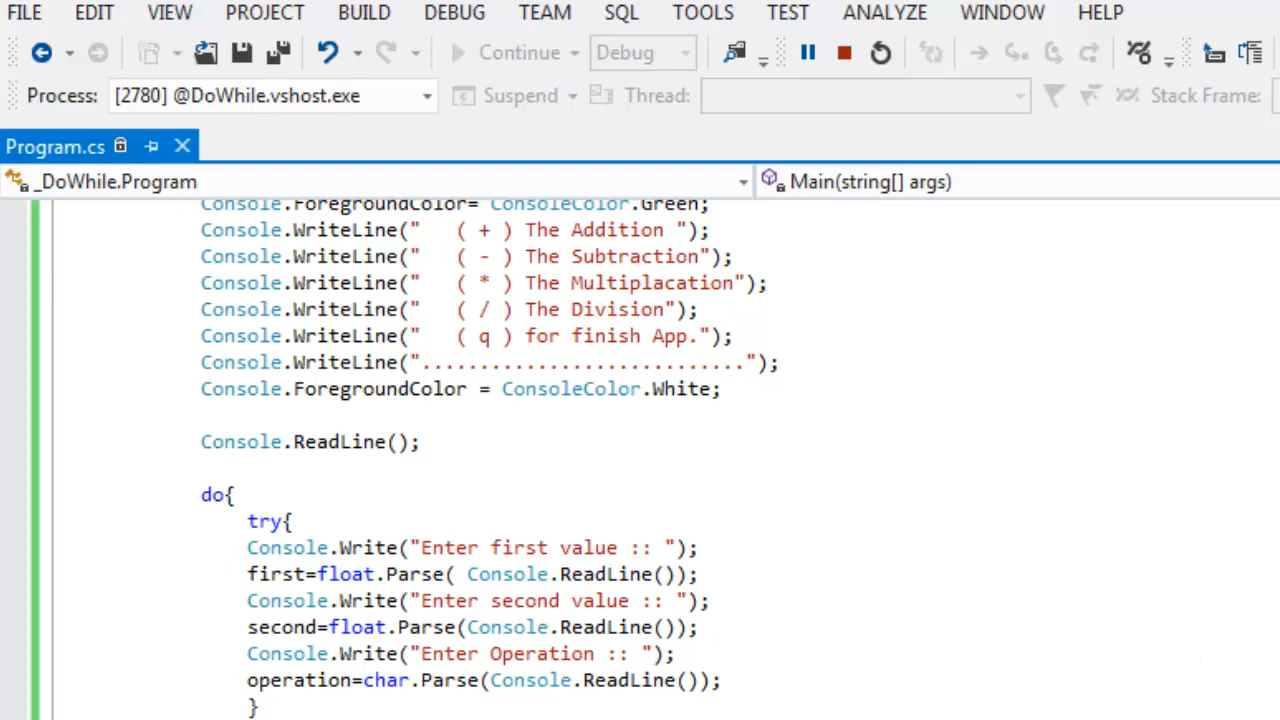 FILE EDIT VIEW PROJECT BUILD DEBUG TEAM SQL TOOLS TEST ANALYZE WINDOW HELP
Continue Debug
Process: [2780] @DoWhile.vshost.exe Suspend Thread: Stack Frame:
Program.cs
_DoWhile.Program Main(string[] args)
Console.ForegroundColor= ConsoleColor.Green;
Console.WriteLine("   ( + ) The Addition ");
Console.WriteLine("   ( - ) The Subtraction");
Console.WriteLine("   ( * ) The Multiplacation");
Console.WriteLine("   ( / ) The Division");
Console.WriteLine("   ( q ) for finish App.");
Console.WriteLine("............................");
Console.ForegroundColor = ConsoleColor.White;
Console.ReadLine();
do{
try{
Console.Write("Enter first value :: ");
first=float.Parse( Console.ReadLine());
Console.Write("Enter second value :: ");
second=float.Parse(Console.ReadLine());
Console.Write("Enter Operation :: ");
operation=char.Parse(Console.ReadLine());
}